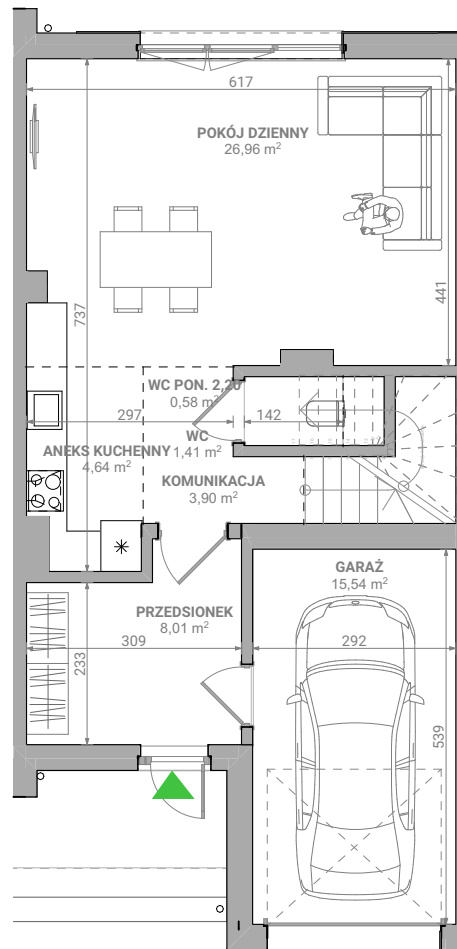 617
POKÓJ DZIENNY
26,96 m²
441
737
WC PON. 2,20
0,58 m²
297
142
WC
1,41 m²
ANEKS KUCHENNY
4,64 m²
KOMUNIKACJA
3,90 m²
GARAŻ
15,54 m²
PRZEDSIONEK
8,01 m²
309
292
233
539